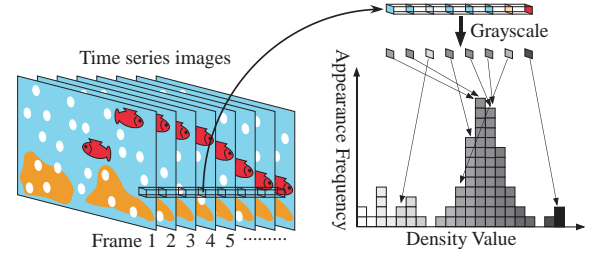 Time series images
Frame 1 2 3 4 5 ·········
Grayscale
Appearance Frequency
Density Value